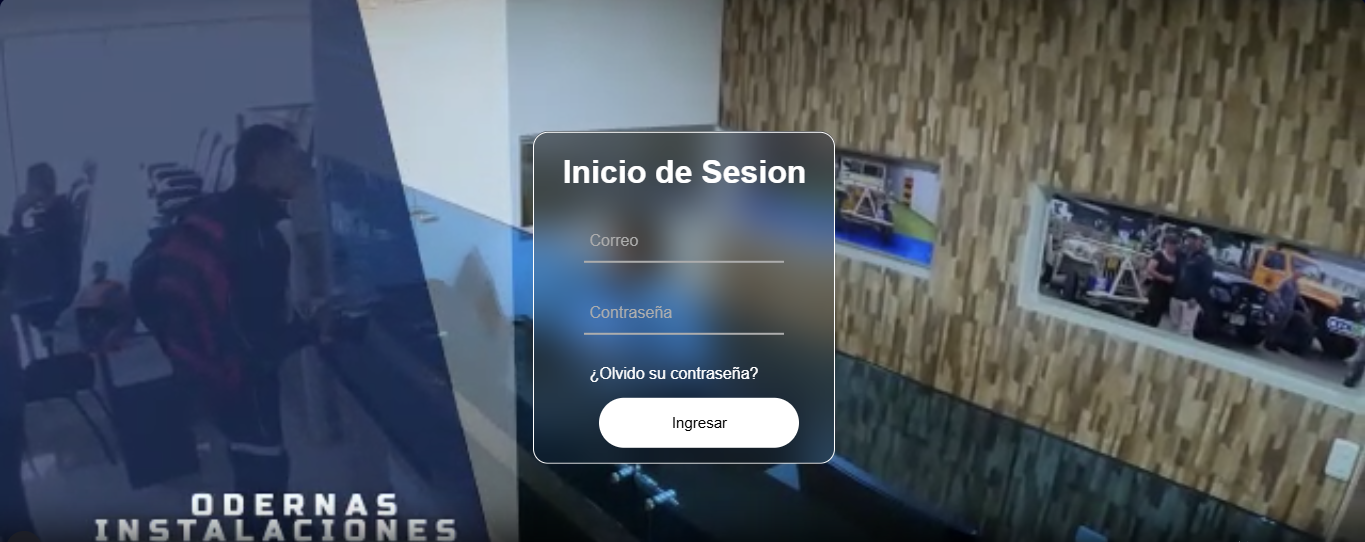 Inicio de Sesion
Correo
Contraseña
¿Olvido su contraseña?
Ingresar
ODERNAS
INSTALACIONES